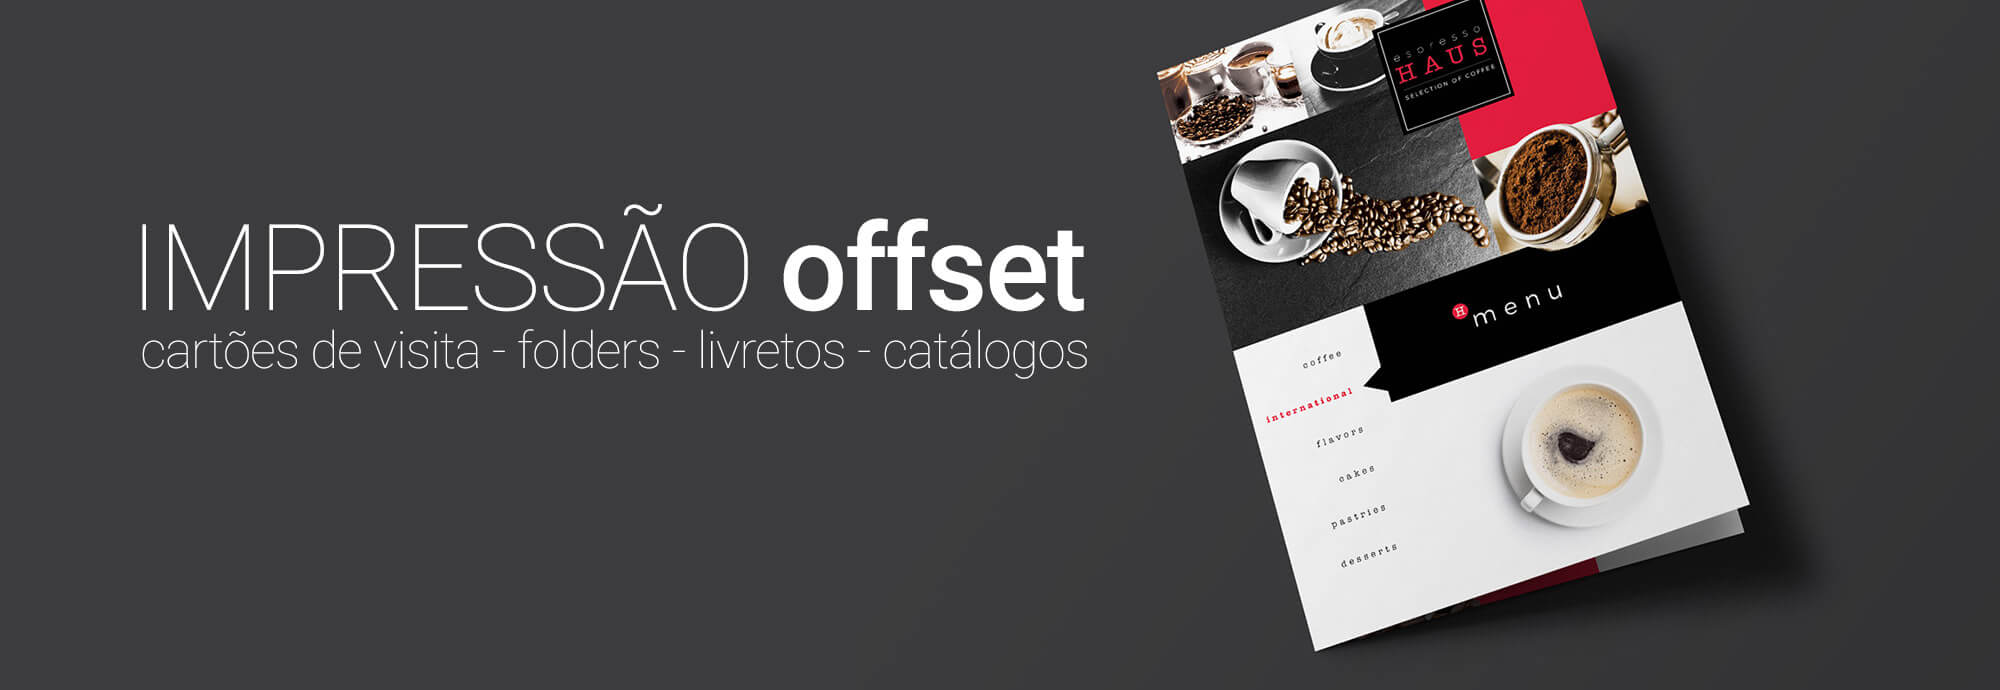 IMPRESSÃO offset
cartões de visita - folders - livretos - catálogos
espresso
HAUS
SELECTION OF COFFEE
H menu
coffee
international
flavors
cakes
pastries
desserts